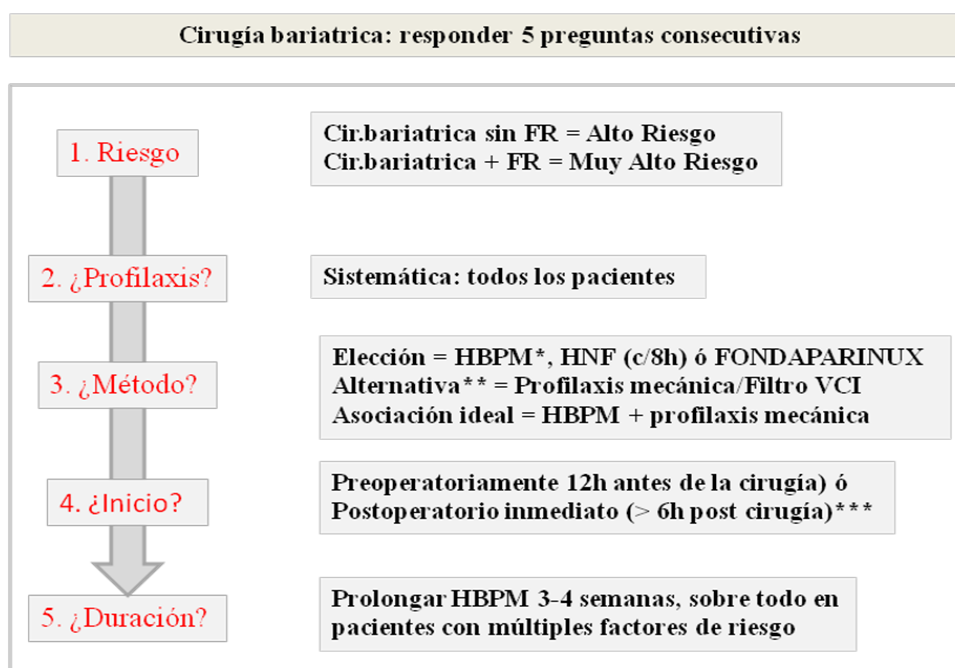 Cirugía bariatrica: responder 5 preguntas consecutivas
1. Riesgo
Cir.bariatrica sin FR = Alto Riesgo
Cir.bariatrica + FR = Muy Alto Riesgo
2. ¿Profilaxis?
Sistemática: todos los pacientes
3. ¿Método?
Elección = HBPM*, HNF (c/8h) ó FONDAPARINUX
Alternativa** = Profilaxis mecánica/Filtro VCI
Asociación ideal = HBPM + profilaxis mecánica
4. ¿Inicio?
Preoperatoriamente 12h antes de la cirugía) ó
Postoperatorio inmediato (> 6h post cirugía)***
5. ¿Duración?
Prolongar HBPM 3-4 semanas, sobre todo en
pacientes con múltiples factores de riesgo